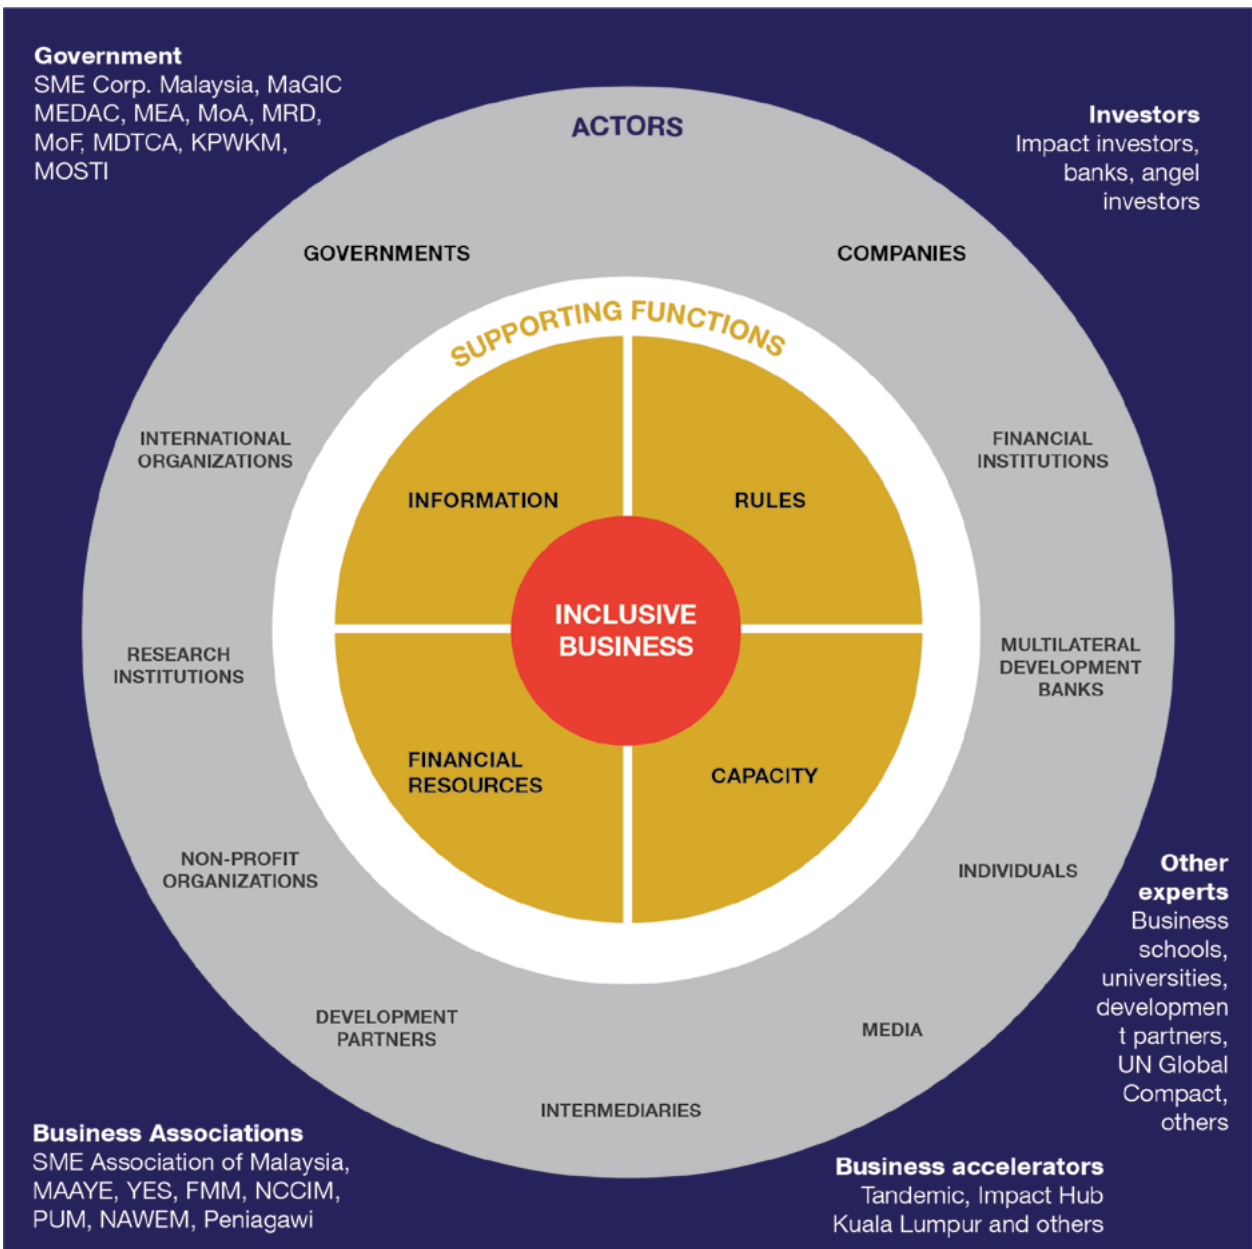 Government
SME Corp. Malaysia, MaGIC
MEDAC, MEA, MoA, MRD,
MoF, MDTCA, KPWKM,
MOSTI
Investors
Impact investors,
banks, angel
investors
ACTORS
GOVERNMENTS
COMPANIES
SUPPORTING FUNCTIONS
INTERNATIONAL
ORGANIZATIONS
FINANCIAL
INSTITUTIONS
INFORMATION
RULES
INCLUSIVE
BUSINESS
RESEARCH
INSTITUTIONS
MULTILATERAL
DEVELOPMENT
BANKS
FINANCIAL
RESOURCES
CAPACITY
NON-PROFIT
ORGANIZATIONS
INDIVIDUALS
DEVELOPMENT
PARTNERS
MEDIA
INTERMEDIARIES
Other
experts
Business
schools,
universities,
developmen
t partners,
UN Global
Compact,
others
Business Associations
SME Association of Malaysia,
MAAYE, YES, FMM, NCCIM,
PUM, NAWEM, Peniagawi
Business accelerators
Tandemic, Impact Hub
Kuala Lumpur and others